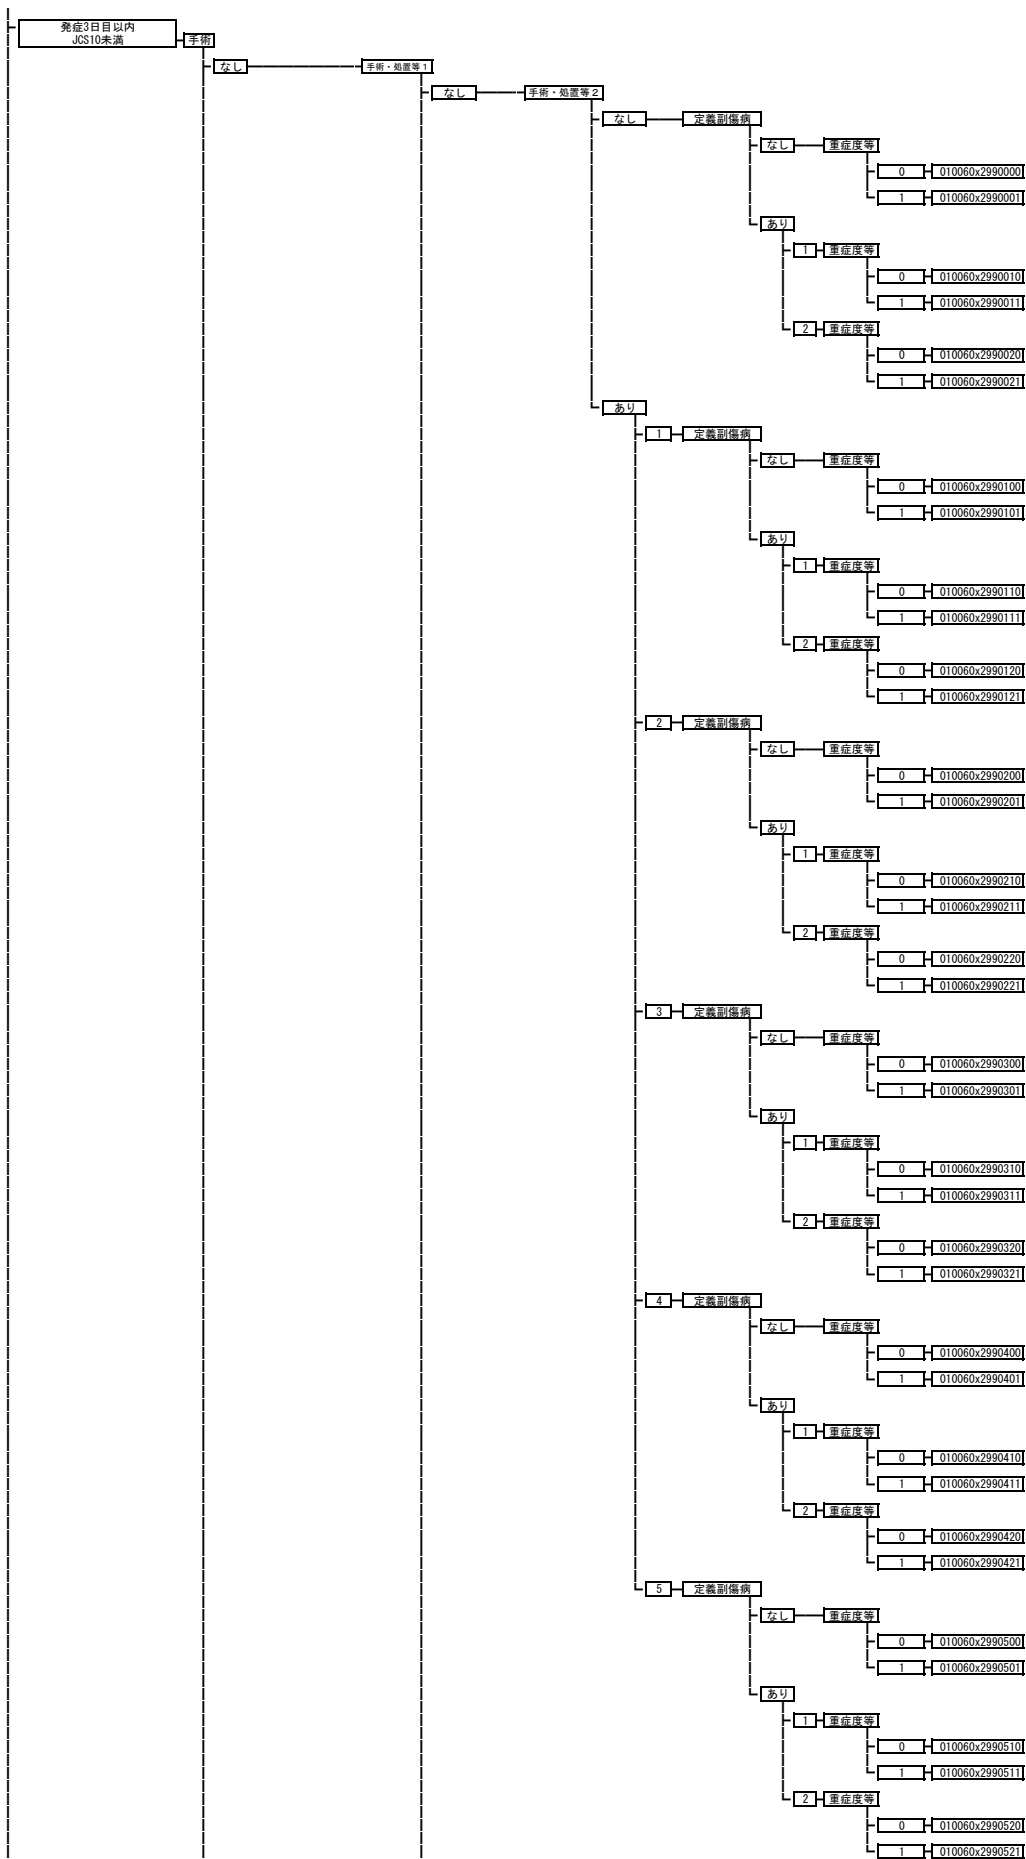 発症3日目以内
JCS10未満
手術
なし 手術・処置等1
なし 手術・処置等2
なし 定義副傷病
なし 重症度等
0 010060x2990000
1 010060x2990001
あり
1 重症度等
0 010060x2990010
1 010060x2990011
2 重症度等
0 010060x2990020
1 010060x2990021
あり
1 定義副傷病
なし 重症度等
0 010060x2990100
1 010060x2990101
あり
1 重症度等
0 010060x2990110
1 010060x2990111
2 重症度等
0 010060x2990120
1 010060x2990121
2 定義副傷病
なし 重症度等
0 010060x2990200
1 010060x2990201
あり
1 重症度等
0 010060x2990210
1 010060x2990211
2 重症度等
0 010060x2990220
1 010060x2990221
3 定義副傷病
なし 重症度等
0 010060x2990300
1 010060x2990301
あり
1 重症度等
0 010060x2990310
1 010060x2990311
2 重症度等
0 010060x2990320
1 010060x2990321
4 定義副傷病
なし 重症度等
0 010060x2990400
1 010060x2990401
あり
1 重症度等
0 010060x2990410
1 010060x2990411
2 重症度等
0 010060x2990420
1 010060x2990421
5 定義副傷病
なし 重症度等
0 010060x2990500
1 010060x2990501
あり
1 重症度等
0 010060x2990510
1 010060x2990511
2 重症度等
0 010060x2990520
1 010060x2990521